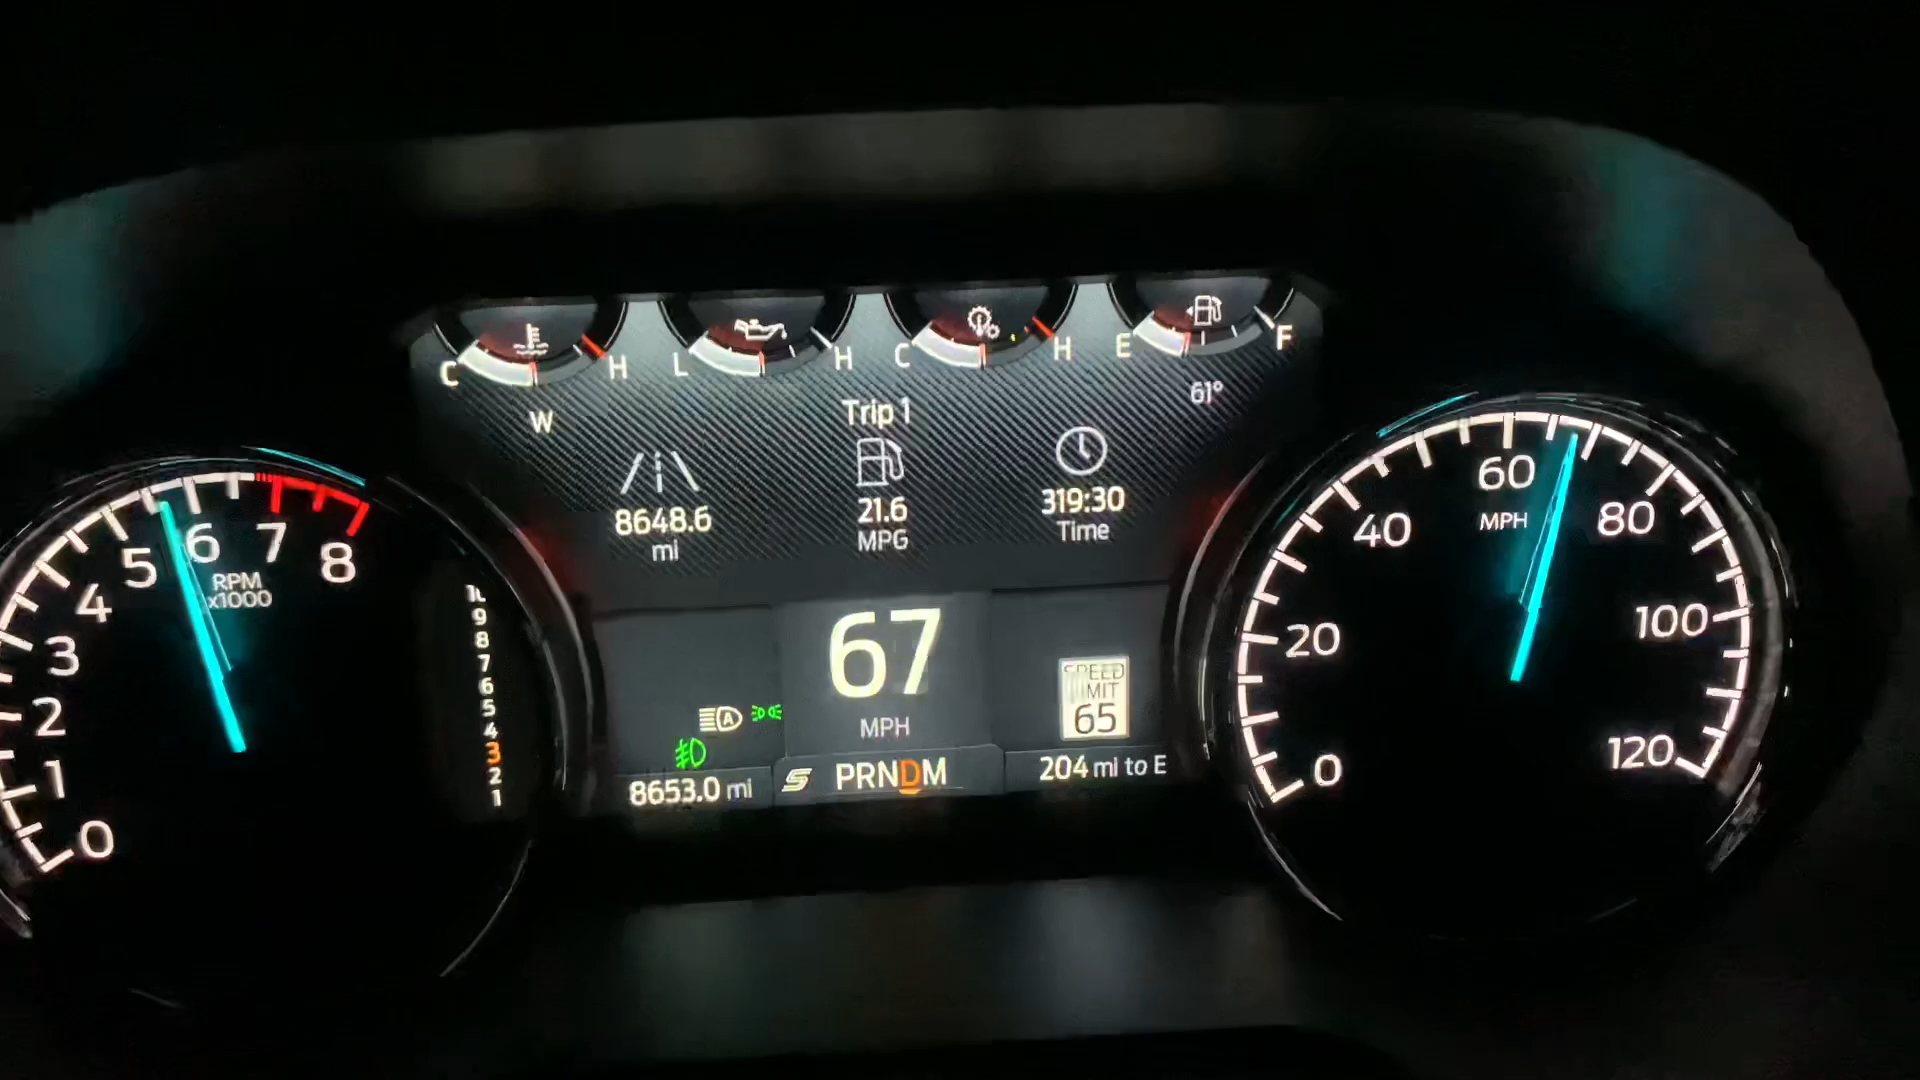 C H
L H
C H
E F
W
61°
Trip 1
8648.6
mi
21.6
MPG
319:30
Time
0
1
2
3
4
5
6
7
8
RPM
x1000
9
8
7
6
5
4
3
2
1
67
MPH
SPEED
65
8653.0 mi
PRNDM
204 mi to E
0
20
40
60
80
100
120
MPH